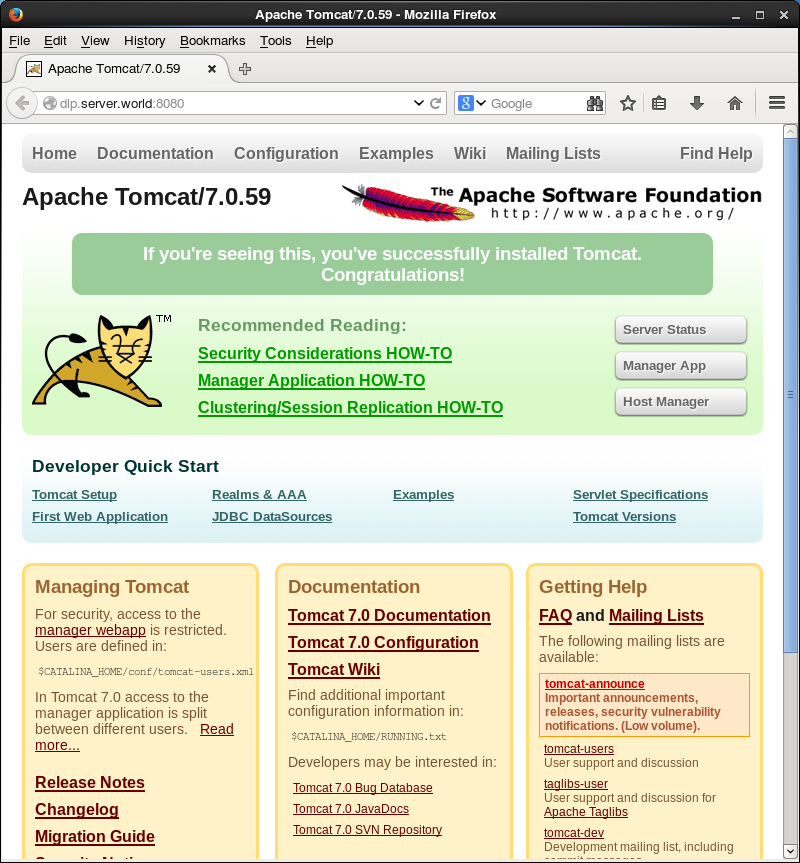 Apache Tomcat/7.0.59 - Mozilla Firefox
File Edit View History Bookmarks Tools Help
Apache Tomcat/7.0.59
dlp.server.world:8080
Google
Home Documentation Configuration Examples Wiki Mailing Lists Find Help
Apache Tomcat/7.0.59
The Apache Software Foundation
http://www.apache.org/
If you're seeing this, you've successfully installed Tomcat.
Congratulations!
TM
Recommended Reading:
Security Considerations HOW-TO
Manager Application HOW-TO
Clustering/Session Replication HOW-TO
Server Status
Manager App
Host Manager
Developer Quick Start
Tomcat Setup Realms & AAA Examples Servlet Specifications
First Web Application JDBC DataSources Tomcat Versions
Managing Tomcat
For security, access to the
manager webapp is restricted.
Users are defined in:
$CATALINA_HOME/conf/tomcat-users.xml
In Tomcat 7.0 access to the
manager application is split
between different users. Read
more...
Release Notes
Changelog
Migration Guide
Documentation
Tomcat 7.0 Documentation
Tomcat 7.0 Configuration
Tomcat Wiki
Find additional important
configuration information in:
$CATALINA_HOME/RUNNING.txt
Developers may be interested in:
Tomcat 7.0 Bug Database
Tomcat 7.0 JavaDocs
Tomcat 7.0 SVN Repository
Getting Help
FAQ and Mailing Lists
The following mailing lists are
available:
tomcat-announce
Important announcements,
releases, security vulnerability
notifications. (Low volume).
tomcat-users
User support and discussion
taglibs-user
User support and discussion for
Apache Taglibs
tomcat-dev
Development mailing list, including